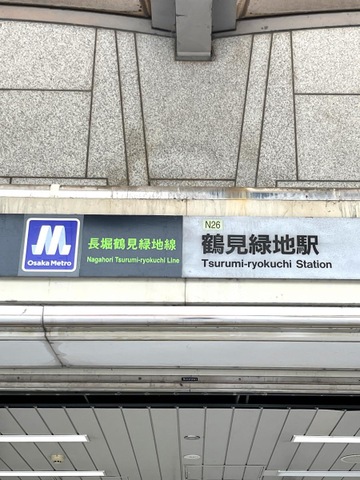 Osaka Metro
長堀鶴見緑地線
Nagahori Tsurumi-ryokuchi Line
N26
鶴見緑地駅
Tsurumi-ryokuchi Station